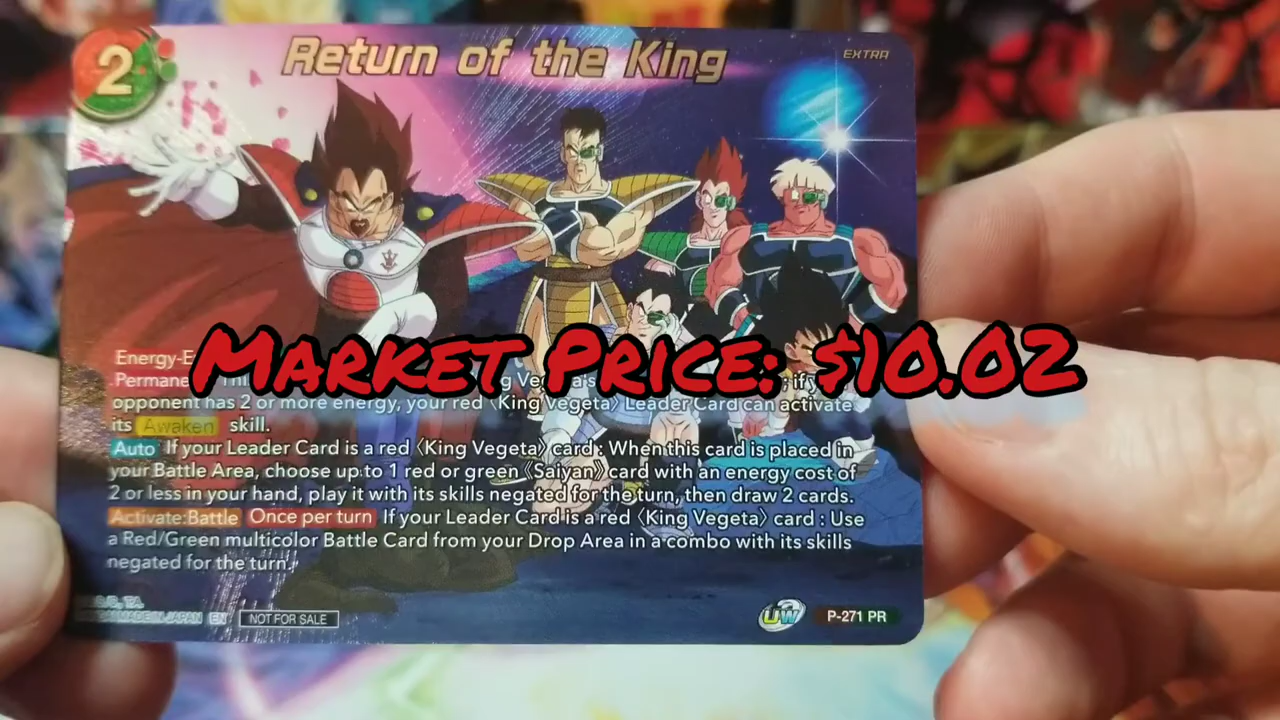 2
Return of the King
EXTRA
Energy-E
Market Price: $10.02
Permane
opponent has 2 or more energy, your red 〈King Vegeta〉 Leader Card can activate
its Awaken skill.
Auto If your Leader Card is a red 〈King Vegeta〉 card : When this card is placed in
your Battle Area, choose up to 1 red or green 《Saiyan》 card with an energy cost of
2 or less in your hand, play it with its skills negated for the turn, then draw 2 cards.
Activate:Battle Once per turn If your Leader Card is a red 〈King Vegeta〉 card : Use
a Red/Green multicolor Battle Card from your Drop Area in a combo with its skills
negated for the turn.
MADE IN JAPAN EN NOT FOR SALE
UW P-271 PR